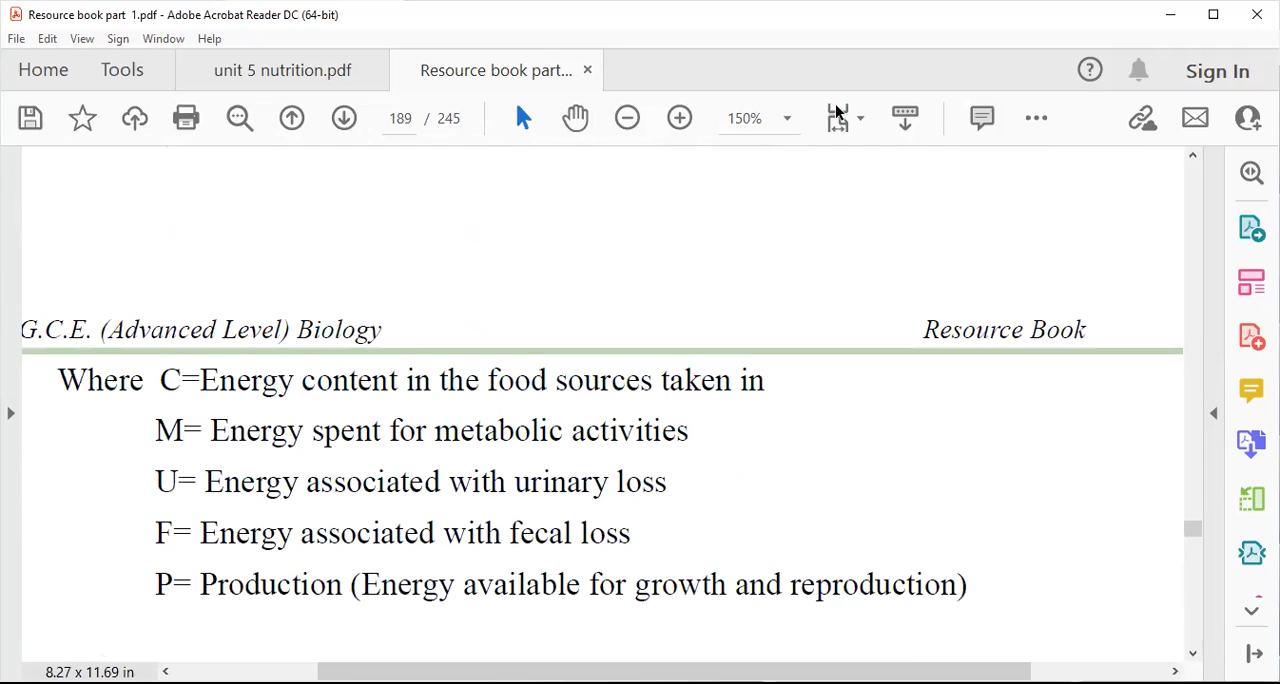 Resource book part  1.pdf - Adobe Acrobat Reader DC (64-bit)
File Edit View Sign Window Help
Home Tools unit 5 nutrition.pdf Resource book part... × Sign In
189 / 245 150%
G.C.E. (Advanced Level) Biology Resource Book
Where C=Energy content in the food sources taken in
M= Energy spent for metabolic activities
U= Energy associated with urinary loss
F= Energy associated with fecal loss
P= Production (Energy available for growth and reproduction)
8.27 x 11.69 in